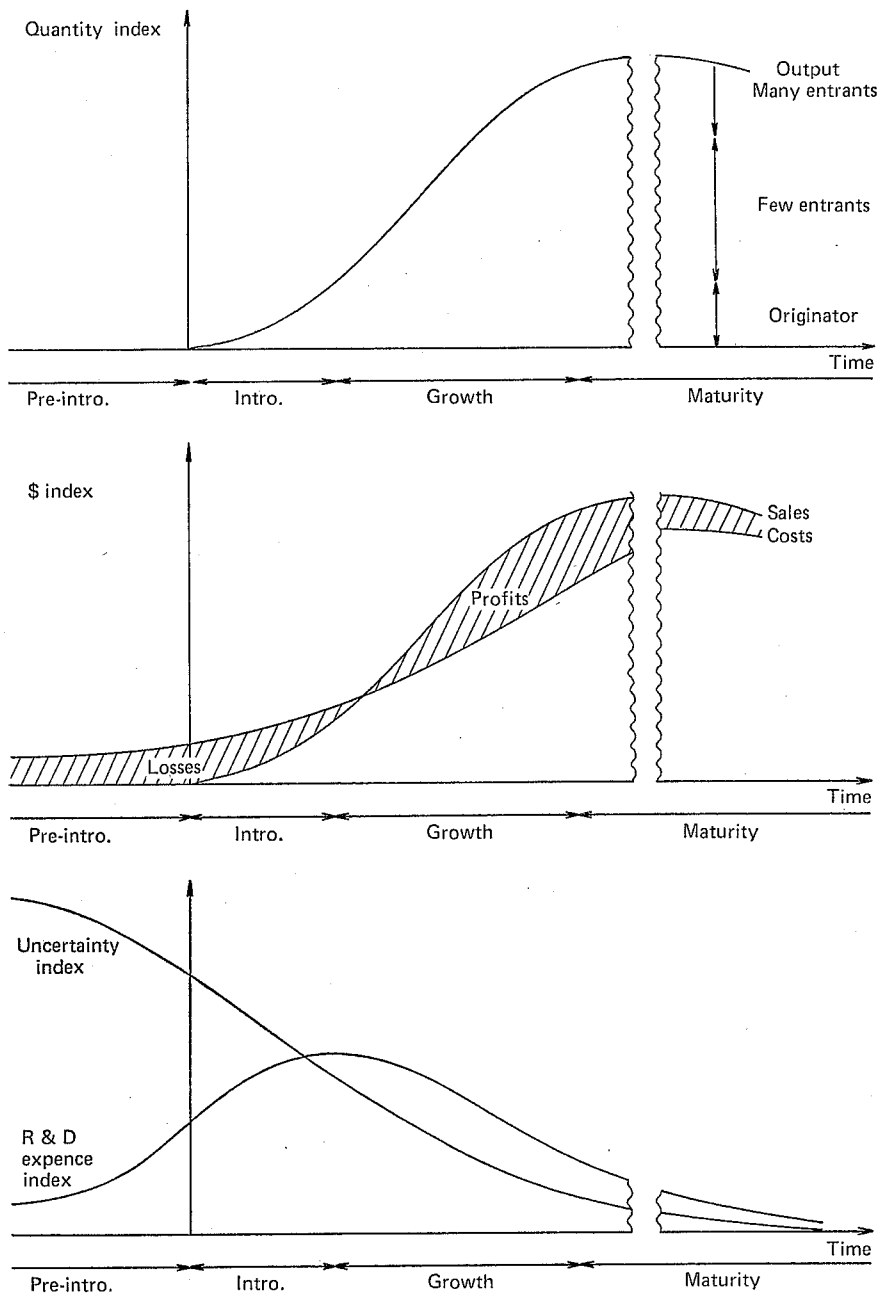 Quantity index
Output
Many entrants
Few entrants
Originator
Time
Pre-intro.
Intro.
Growth
Maturity
$ index
Sales
Costs
Profits
Losses
Time
Pre-intro.
Intro.
Growth
Maturity
Uncertainty
index
R & D
expence
index
Time
Pre-intro.
Intro.
Growth
Maturity